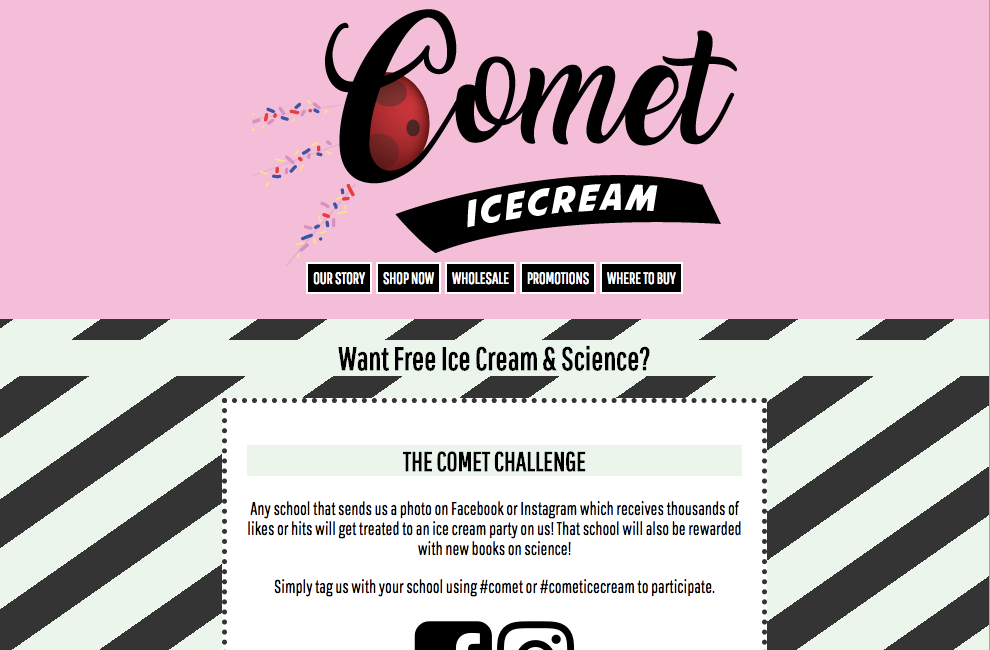 Comet
ICECREAM
OUR STORY SHOP NOW WHOLESALE PROMOTIONS WHERE TO BUY
Want Free Ice Cream & Science?
THE COMET CHALLENGE
Any school that sends us a photo on Facebook or Instagram which receives thousands of
likes or hits will get treated to an ice cream party on us! That school will also be rewarded
with new books on science!
Simply tag us with your school using #comet or #cometicecream to participate.